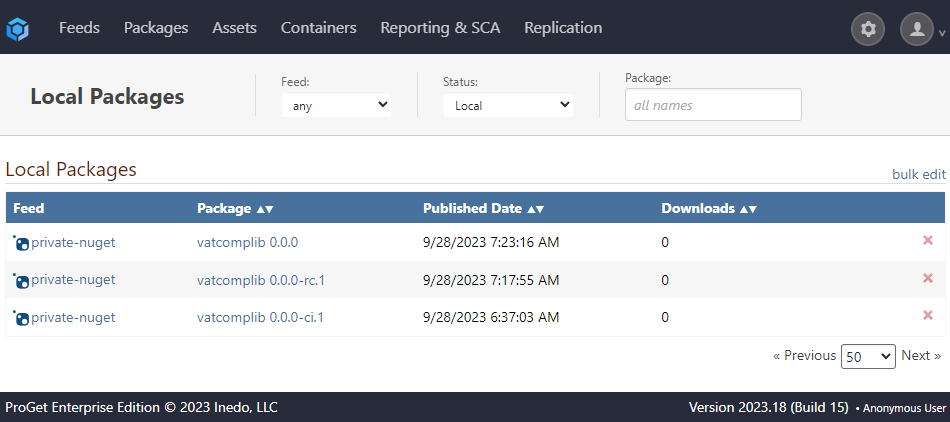 Feeds Packages Assets Containers Reporting & SCA Replication
Local Packages
Feed:
any
Status:
Local
Package:
all names
Local Packages
bulk edit
Feed Package ▲▼ Published Date ▲▼ Downloads ▲▼
private-nuget vatcomplib 0.0.0 9/28/2023 7:23:16 AM 0
private-nuget vatcomplib 0.0.0-rc.1 9/28/2023 7:17:55 AM 0
private-nuget vatcomplib 0.0.0-ci.1 9/28/2023 6:37:03 AM 0
« Previous 50 Next »
ProGet Enterprise Edition © 2023 Inedo, LLC Version 2023.18 (Build 15) • Anonymous User